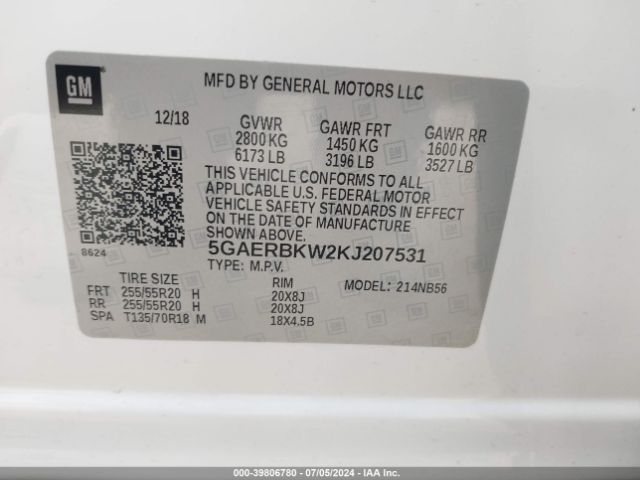 GM
MFD BY GENERAL MOTORS LLC
12/18 GVWR GAWR FRT GAWR RR
2800 KG 1450 KG 1600 KG
6173 LB 3196 LB 3527 LB
THIS VEHICLE CONFORMS TO ALL
APPLICABLE U.S. FEDERAL MOTOR
VEHICLE SAFETY STANDARDS IN EFFECT
ON THE DATE OF MANUFACTURE
SHOWN ABOVE.
8624
5GAERBKW2KJ207531
TYPE: M.P.V.
TIRE SIZE RIM MODEL: 214NB56
FRT 255/55R20 H 20X8J
RR 255/55R20 H 20X8J
SPA T135/70R18 M 18X4.5B
000-39806780 - 07/05/2024 - IAA Inc.